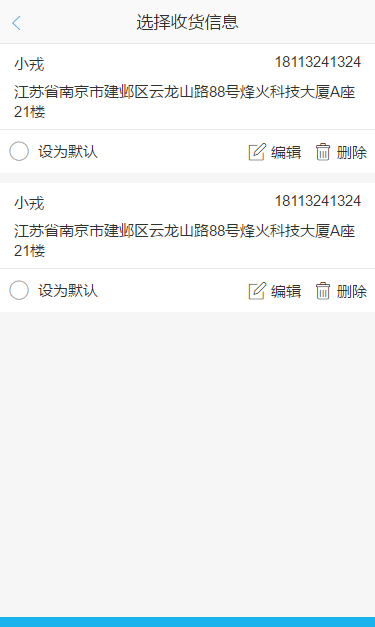 选择收货信息
小戎 18113241324
江苏省南京市建邺区云龙山路88号烽火科技大厦A座
21楼
设为默认 编辑 删除
小戎 18113241324
江苏省南京市建邺区云龙山路88号烽火科技大厦A座
21楼
设为默认 编辑 删除